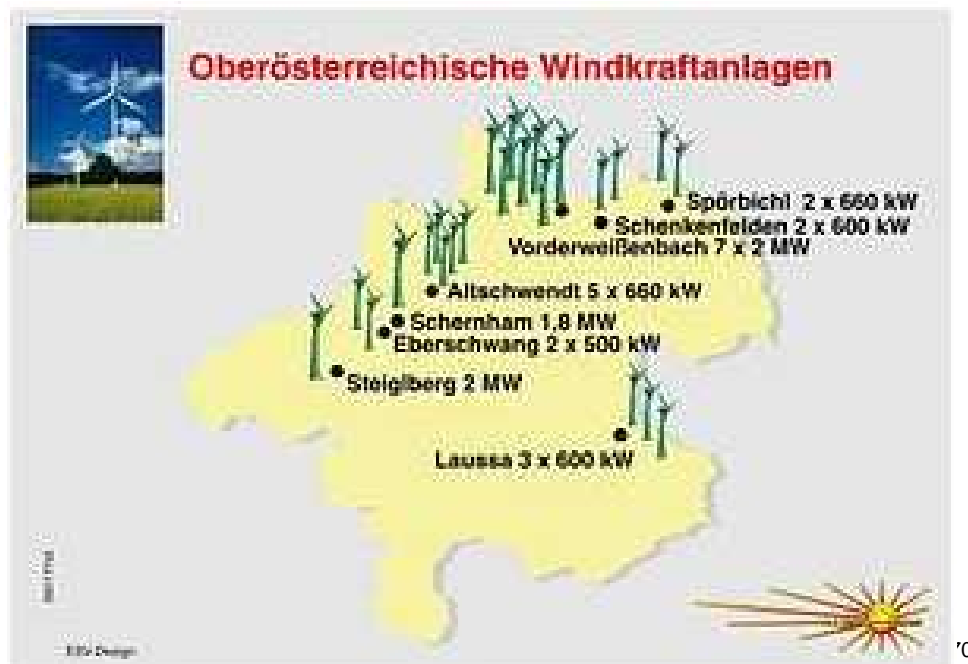 Oberösterreichische Windkraftanlagen
Spörbichl 2 x 660 kW
Schenkenfelden 2 x 600 kW
Vorderweißenbach 7 x 2 MW
Altschwendt 5 x 660 kW
Schernham 1,8 MW
Eberschwang 2 x 500 kW
Steiglberg 2 MW
Laussa 3 x 600 kW
Design